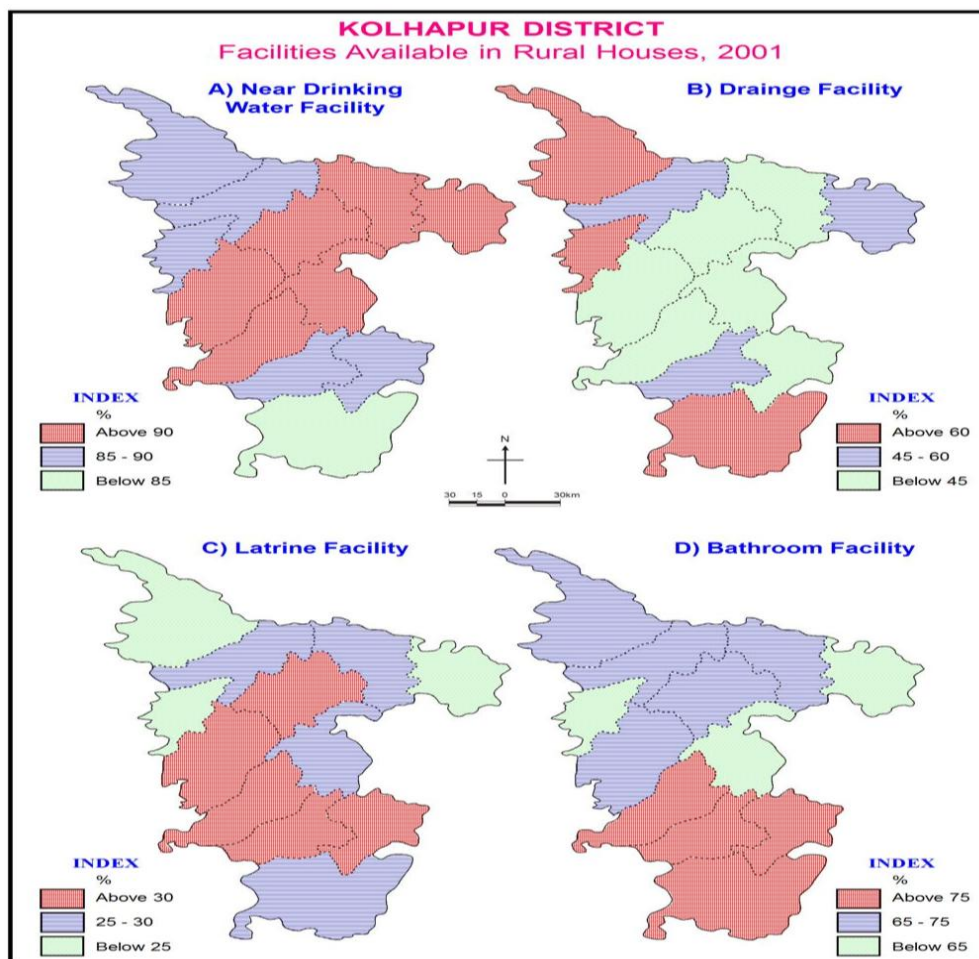 KOLHAPUR DISTRICT
Facilities Available in Rural Houses, 2001
A) Near Drinking
Water Facility
INDEX
%
Above 90
85 - 90
Below 85
B) Drainge Facility
INDEX
%
Above 60
45 - 60
Below 45
N
30 15 0 30km
C) Latrine Facility
INDEX
%
Above 30
25 - 30
Below 25
D) Bathroom Facility
INDEX
%
Above 75
65 - 75
Below 65